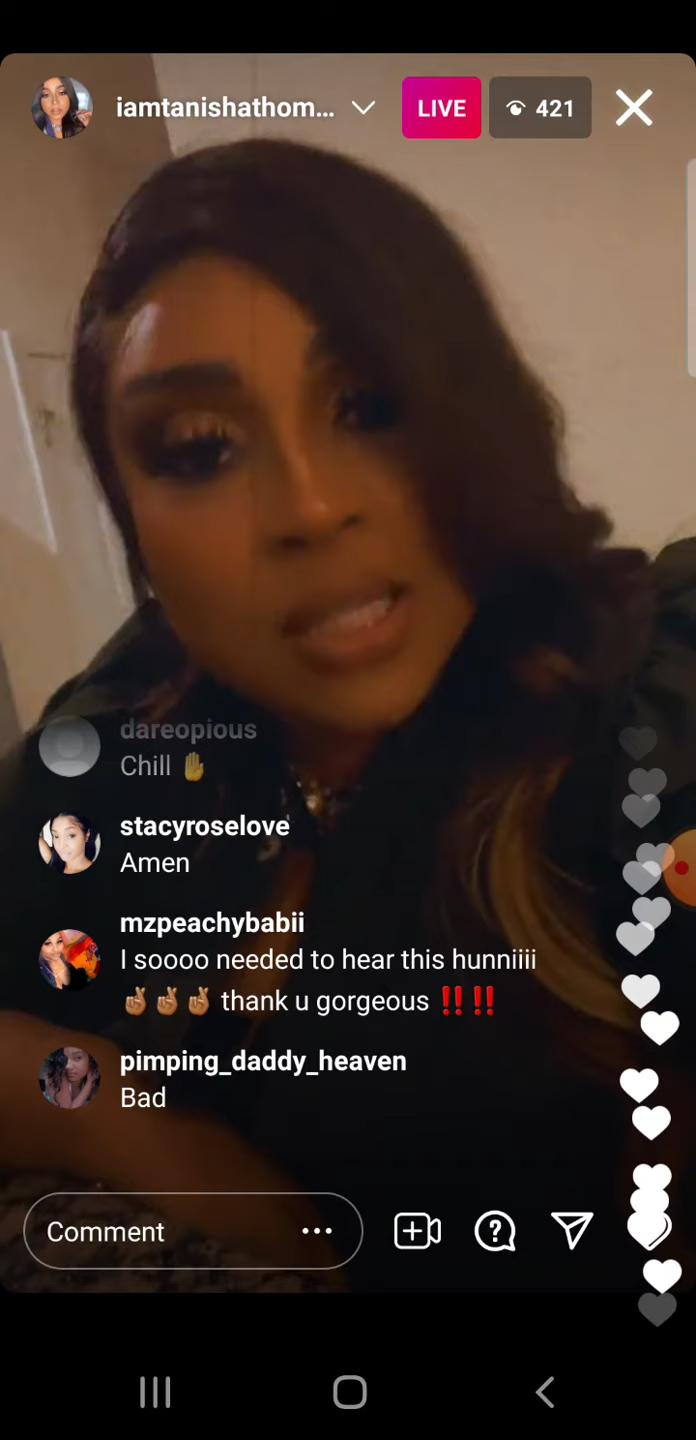 iamtanishathom...
LIVE
421
dareopious
Chill ✋
stacyroselove
Amen
mzpeachybabii
I soooo needed to hear this hunniiii
🤞🏽🤞🏽🤞🏽 thank u gorgeous ‼️‼️
pimping_daddy_heaven
Bad
Comment